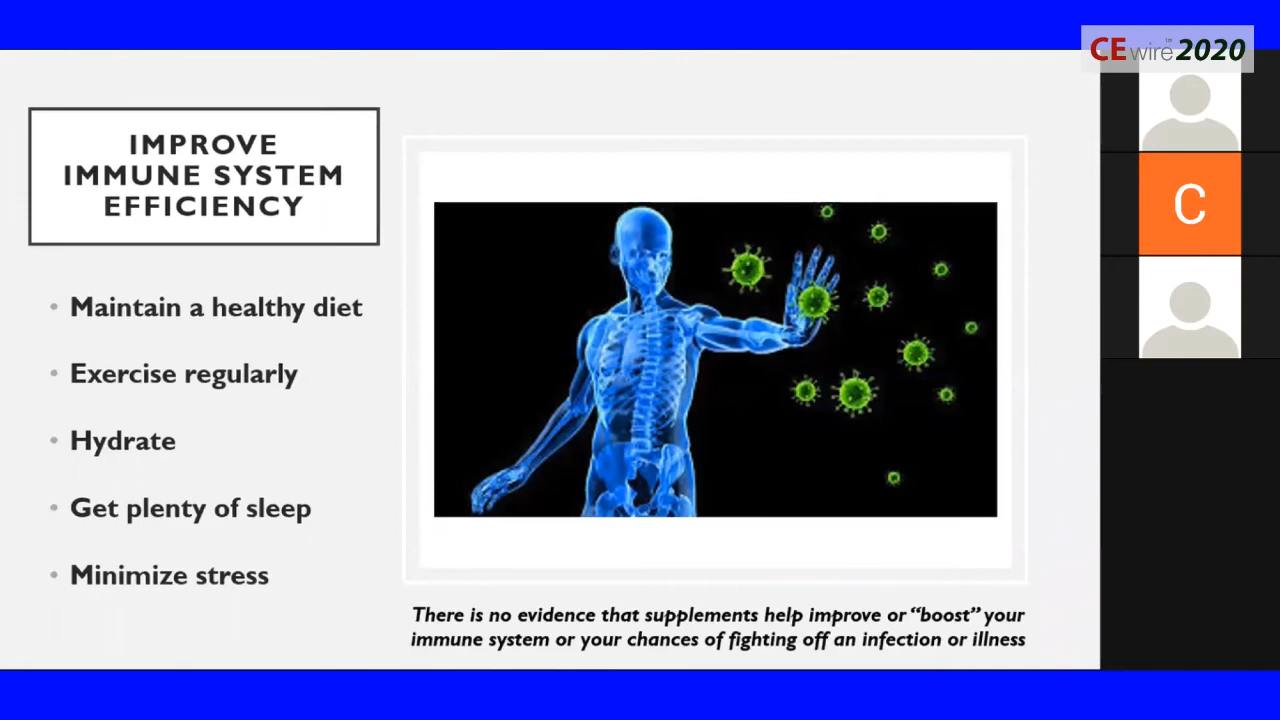 CEwire™2020
IMPROVE
IMMUNE SYSTEM
EFFICIENCY
• Maintain a healthy diet
• Exercise regularly
• Hydrate
• Get plenty of sleep
• Minimize stress
There is no evidence that supplements help improve or “boost” your
immune system or your chances of fighting off an infection or illness
C